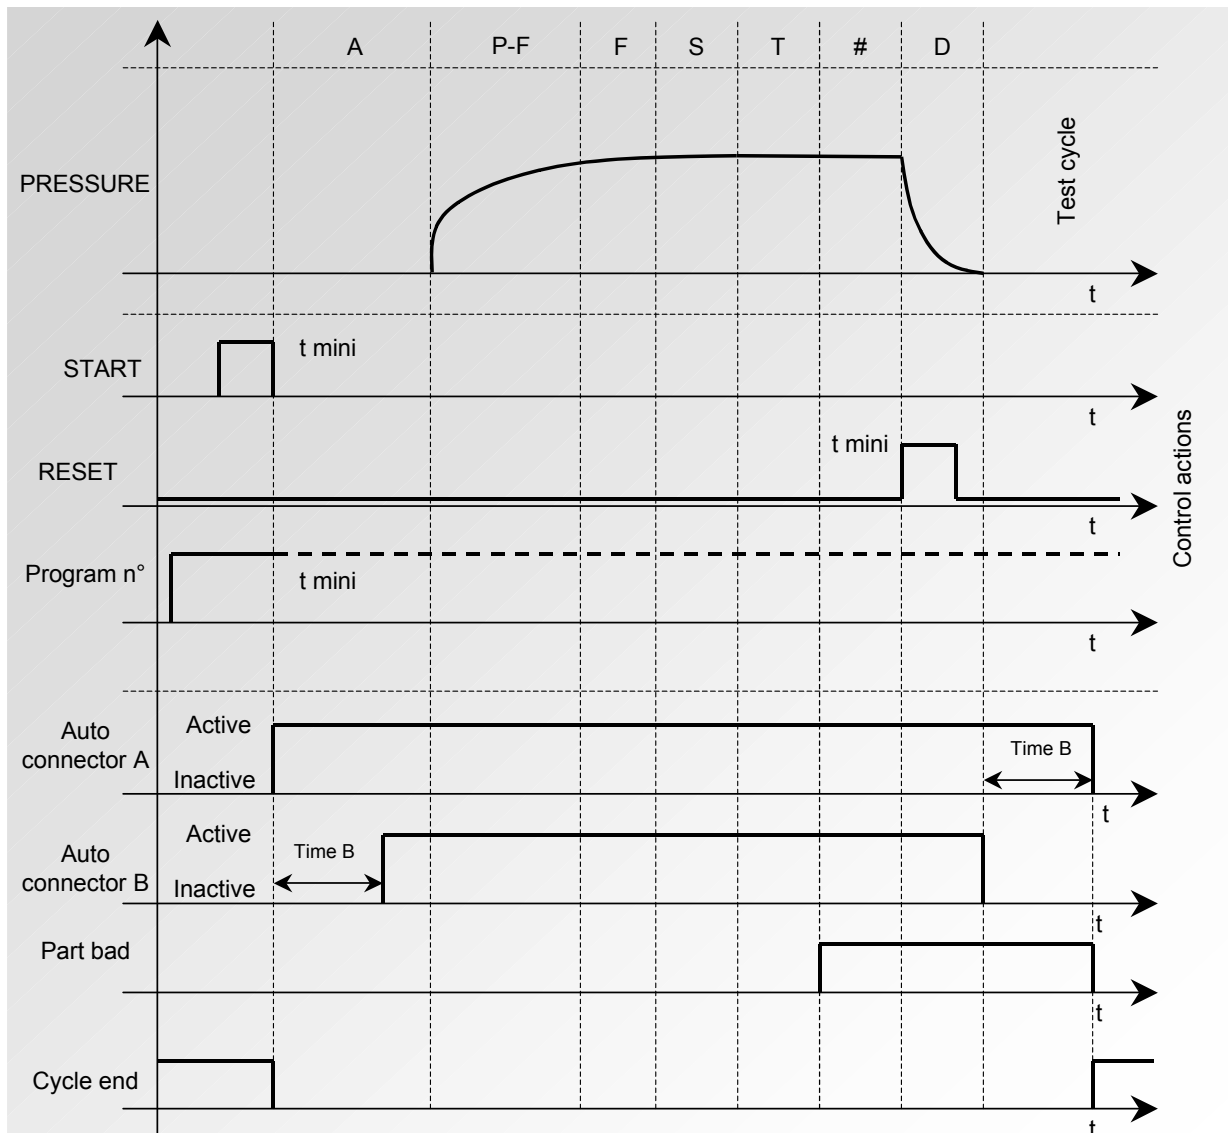 A P-F F S T # D
Test cycle
PRESSURE
t
t mini
START
t
Control actions
t mini
RESET
t
Program n°
t mini
t
Auto
connector A
Active
Inactive
Time B
t
Auto
connector B
Active
Inactive
Time B
t
Part bad
t
Cycle end
t